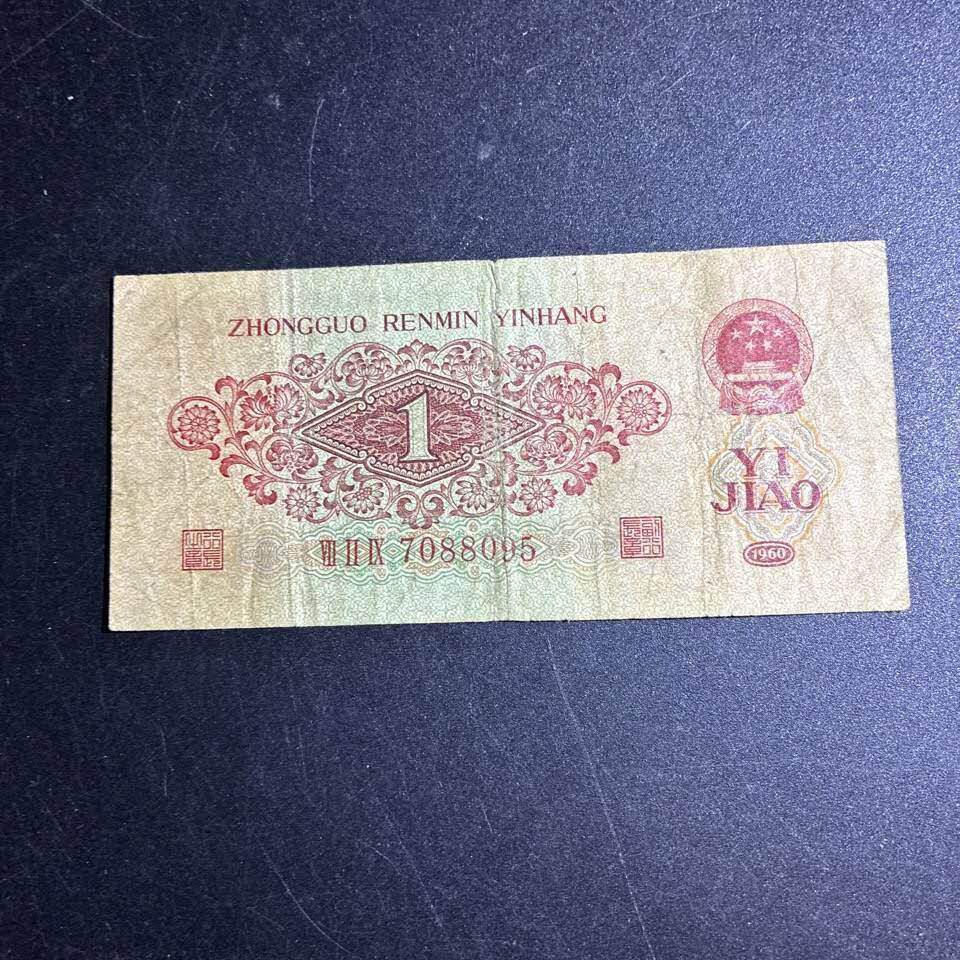 ZHONGGUO RENMIN YINHANG
1
YI
JIAO
VIII II IX 7088095
1960